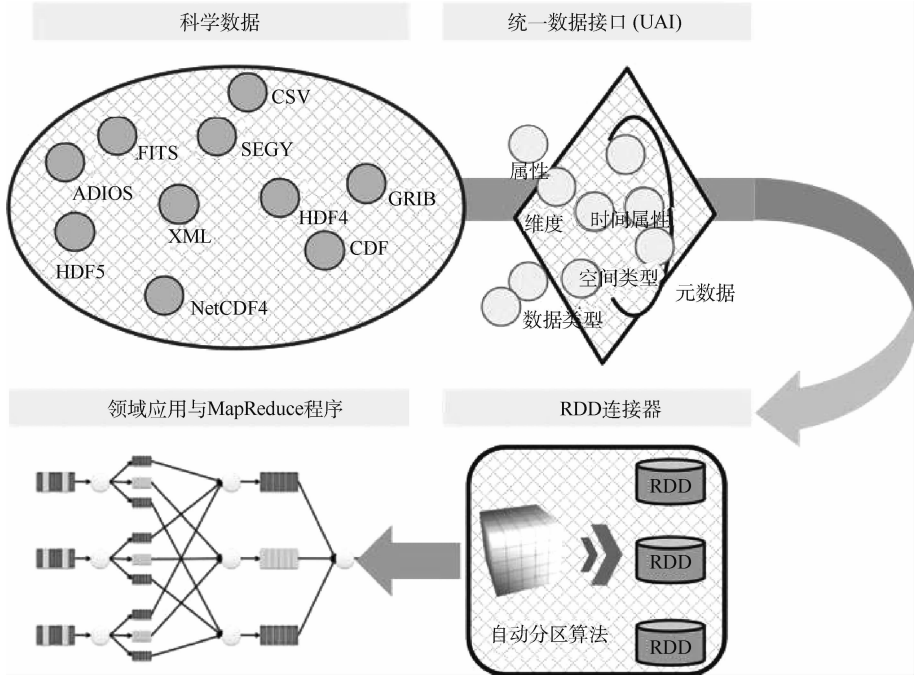 科学数据
统一数据接口 (UAI)
CSV
FITS
SEGY
ADIOS
GRIB
HDF4
XML
CDF
HDF5
NetCDF4
属性
维度
时间属性
空间类型
元数据
数据类型
领域应用与MapReduce程序
RDD连接器
RDD
RDD
自动分区算法
RDD